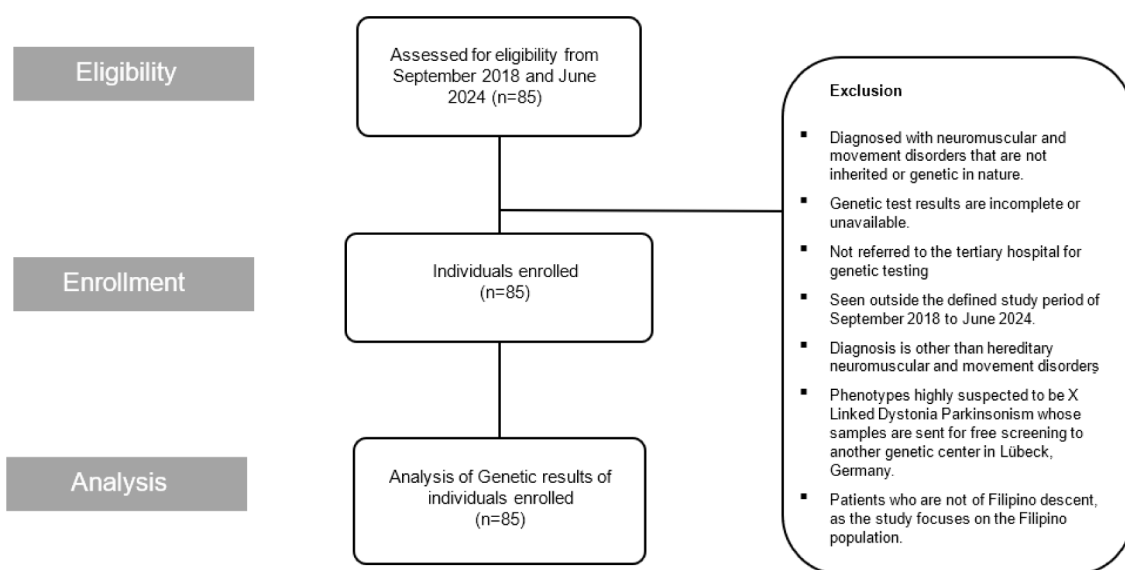 Eligibility
Assessed for eligibility from
September 2018 and June
2024 (n=85)
Exclusion
▪ Diagnosed with neuromuscular and
movement disorders that are not
inherited or genetic in nature.
▪ Genetic test results are incomplete or
unavailable.
▪ Not referred to the tertiary hospital for
genetic testing
▪ Seen outside the defined study period of
September 2018 to June 2024.
▪ Diagnosis is other than hereditary
neuromuscular and movement disorders
▪ Phenotypes highly suspected to be X
Linked Dystonia Parkinsonism whose
samples are sent for free screening to
another genetic center in Lübeck,
Germany.
▪ Patients who are not of Filipino descent,
as the study focuses on the Filipino
population.
Enrollment
Individuals enrolled
(n=85)
Analysis
Analysis of Genetic results of
individuals enrolled
(n=85)